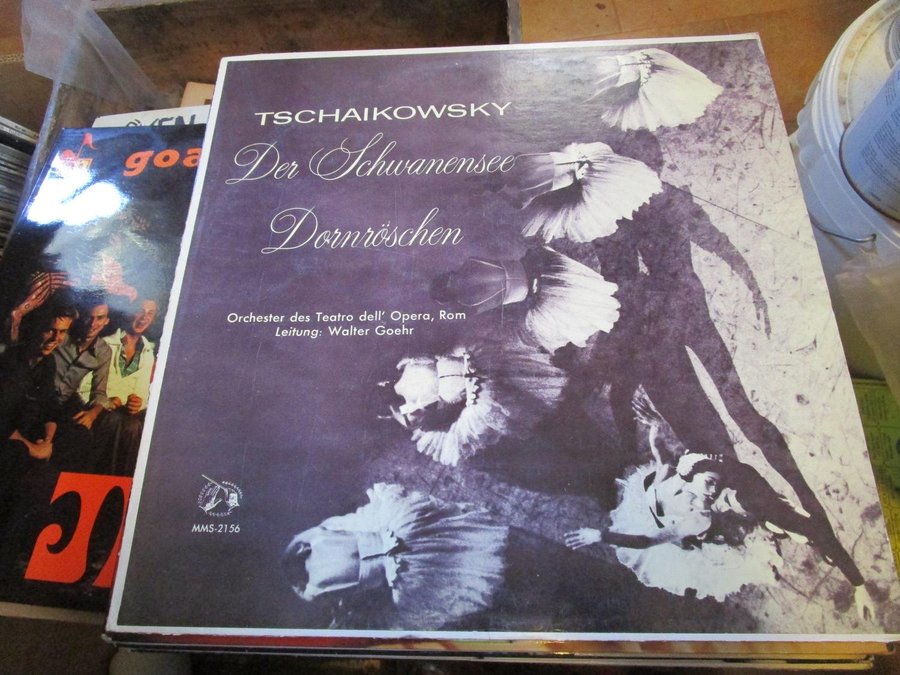 TSCHAIKOWSKY
Der Schwanensee
Dornröschen
Orchester des Teatro dell' Opera, Rom
Leitung: Walter Goehr
MMS-2156
goa